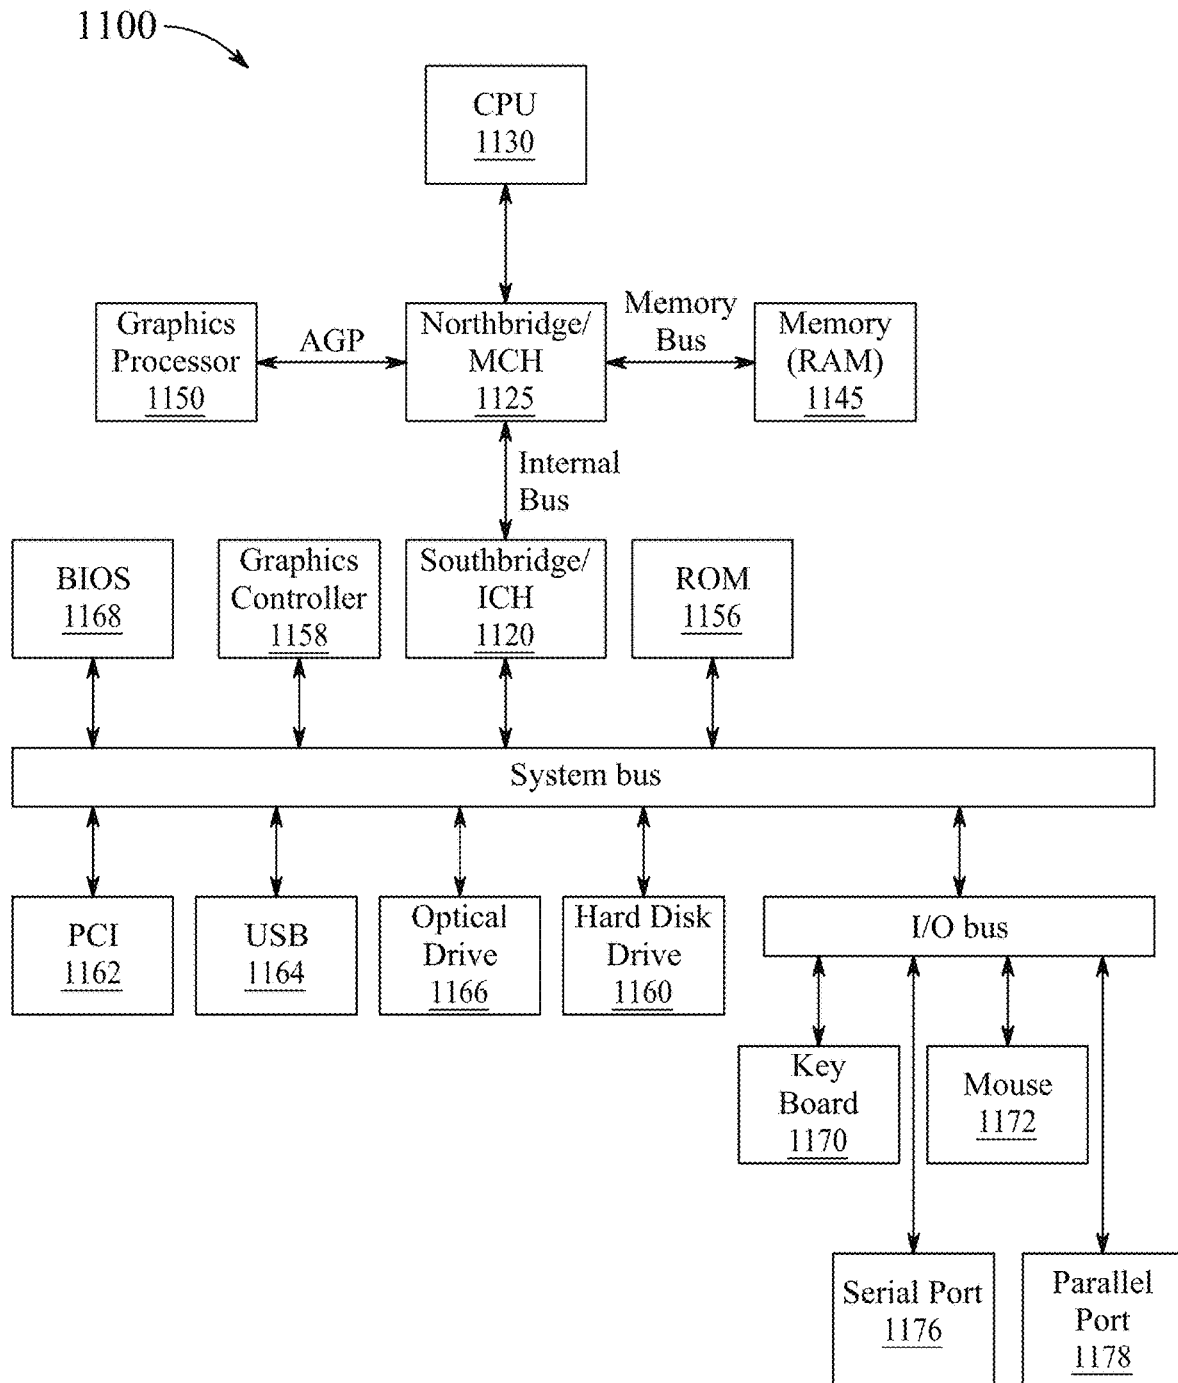 1100
CPU
1130
Graphics
Processor
1150
AGP
Northbridge/
MCH
1125
Memory
Bus
Memory
(RAM)
1145
Internal
Bus
BIOS
1168
Graphics
Controller
1158
Southbridge/
ICH
1120
ROM
1156
System bus
PCI
1162
USB
1164
Optical
Drive
1166
Hard Disk
Drive
1160
I/O bus
Key
Board
1170
Mouse
1172
Serial Port
1176
Parallel
Port
1178